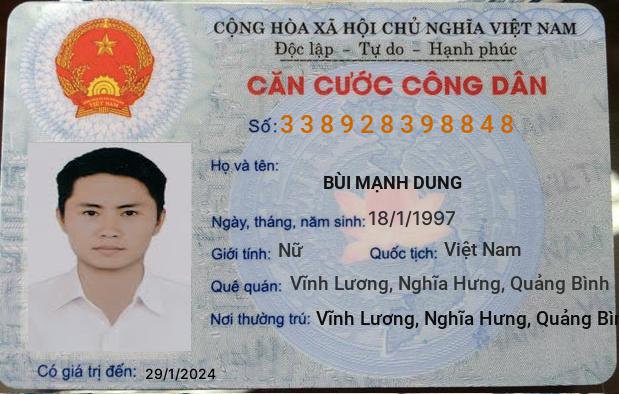 CỘNG HÒA XÃ HỘI CHỦ NGHĨA VIỆT NAM
Độc lập - Tự do - Hạnh phúc
CĂN CƯỚC CÔNG DÂN
Số: 338928398848
Họ và tên:
BÙI MẠNH DUNG
Ngày, tháng, năm sinh: 18/1/1997
Giới tính: Nữ Quốc tịch: Việt Nam
Quê quán: Vĩnh Lương, Nghĩa Hưng, Quảng Bình
Nơi thường trú: Vĩnh Lương, Nghĩa Hưng, Quảng
Có giá trị đến: 29/1/2024
VIỆT NAM